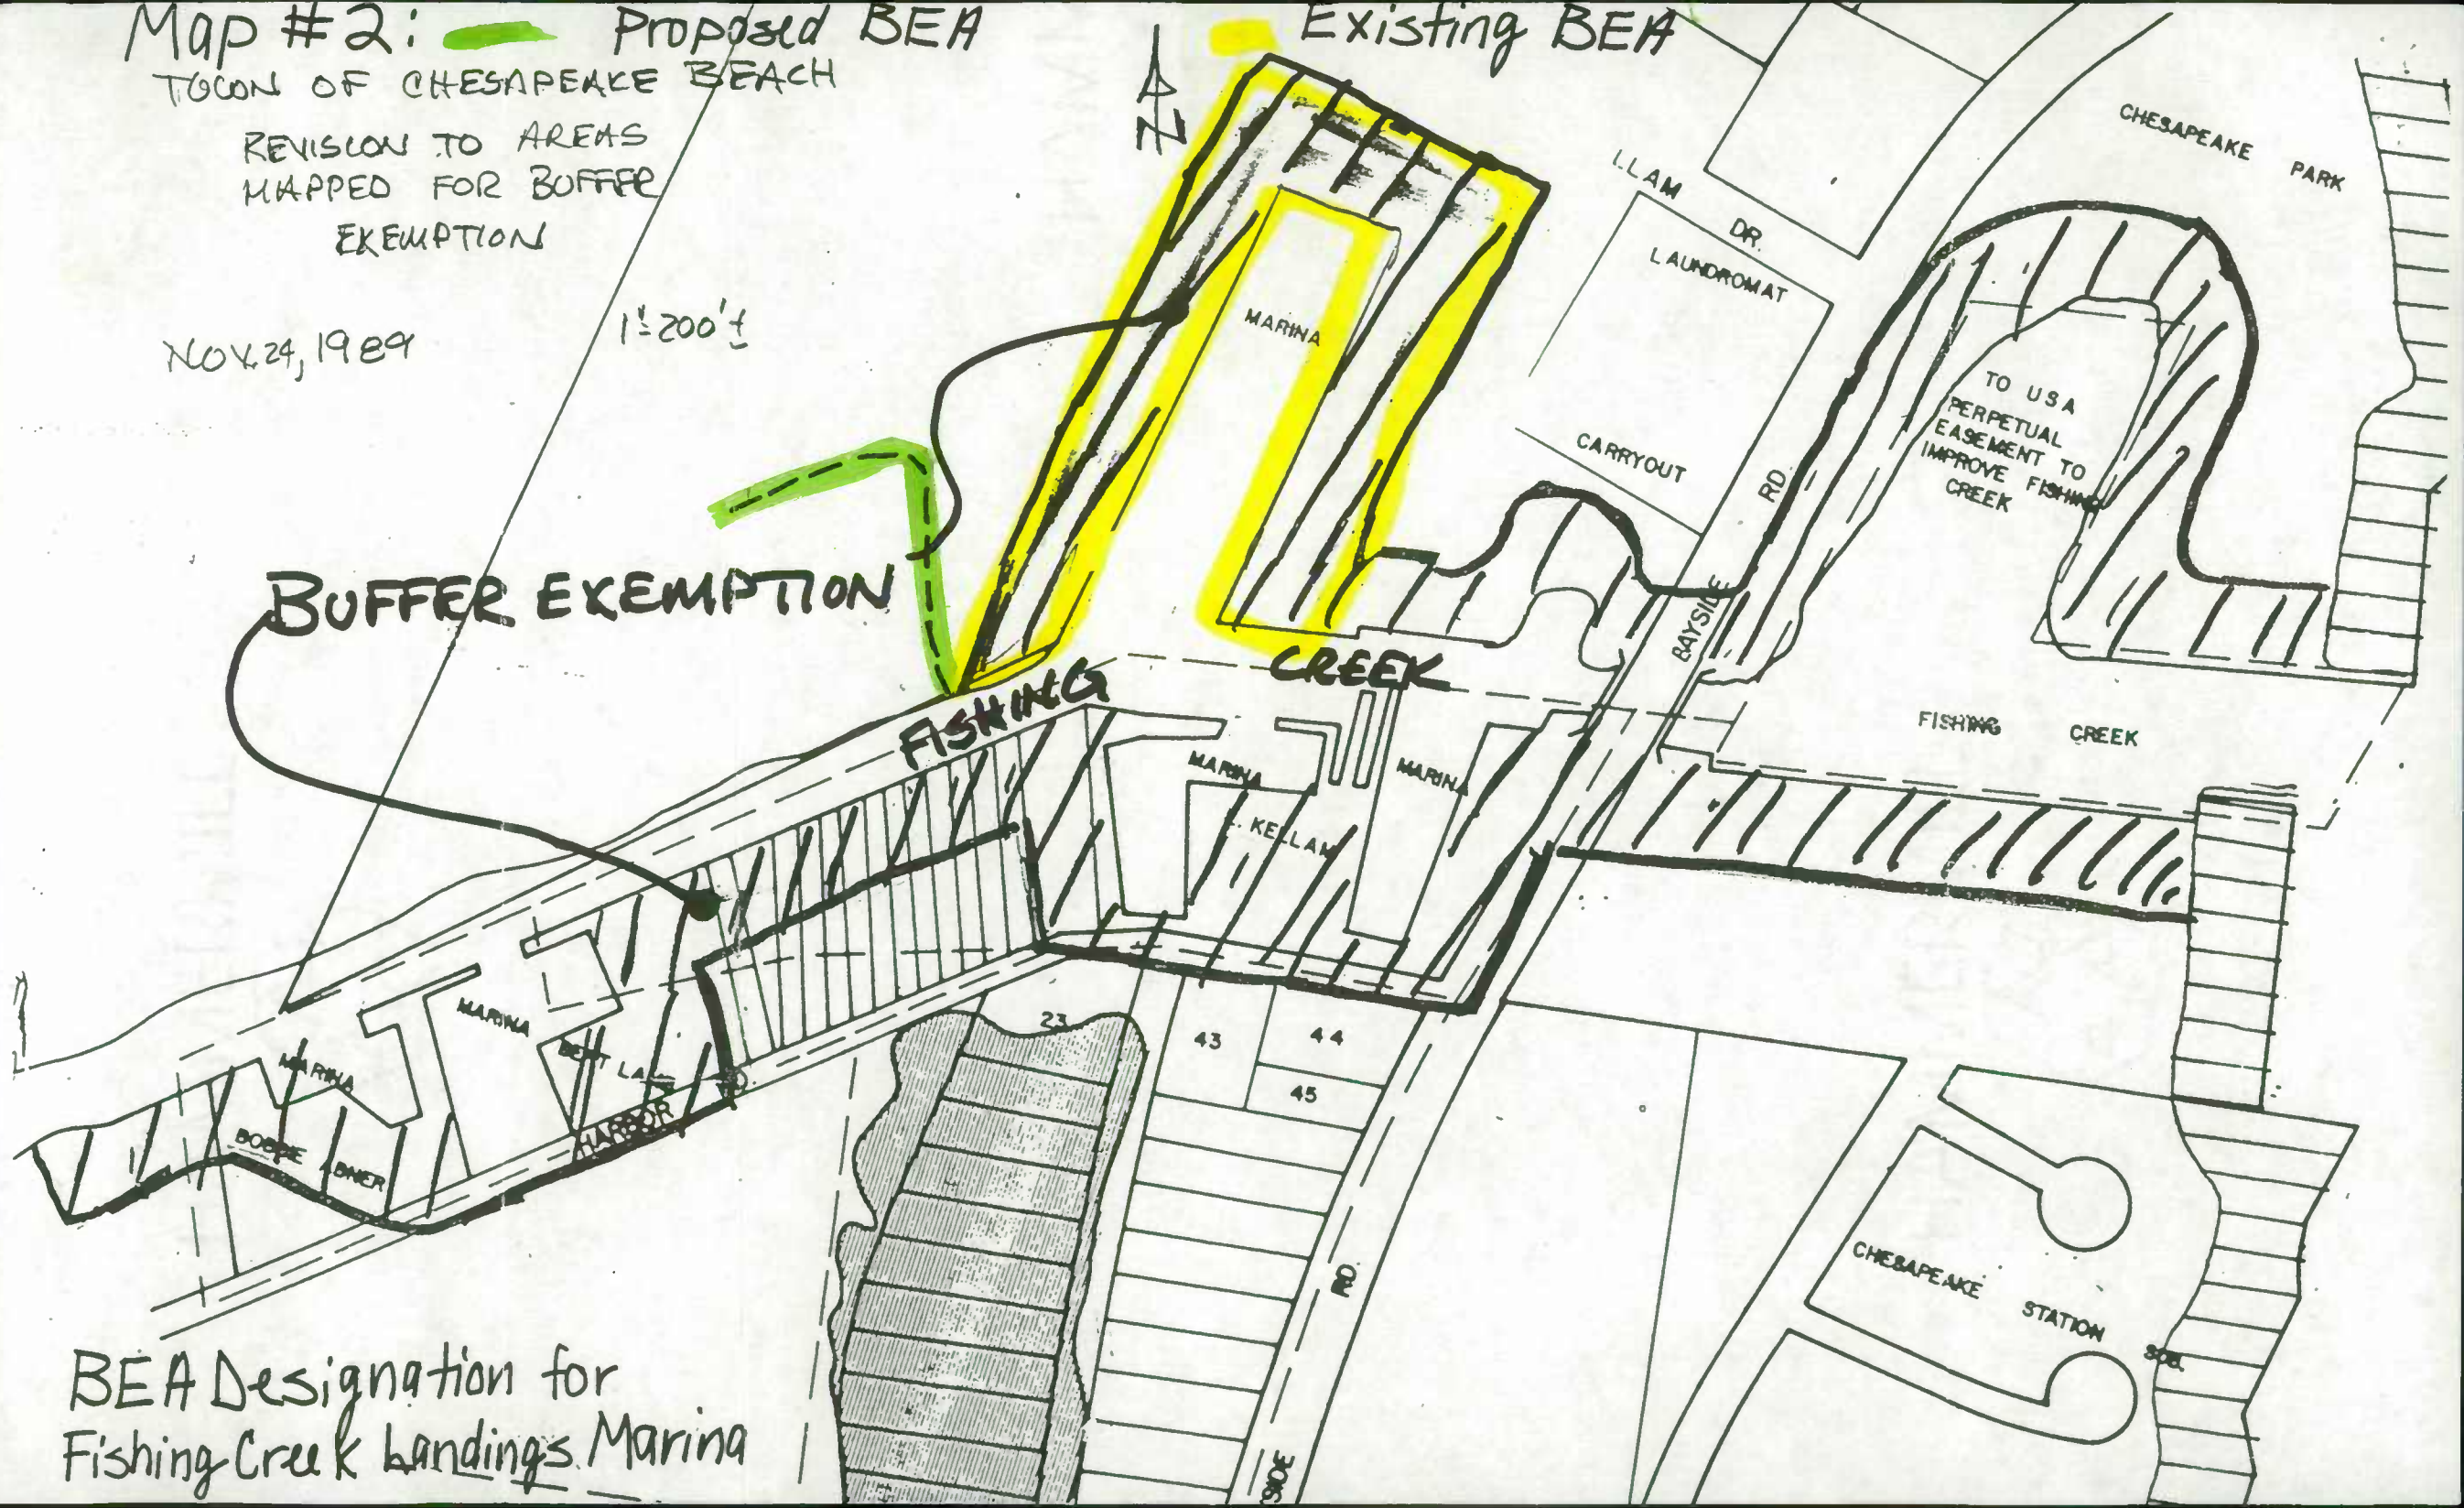 Map #2: Proposed BEA
Existing BEA
TOWN OF CHESAPEAKE BEACH
REVISION TO AREAS
MAPPED FOR BUFFER
EXEMPTION
NOV. 24, 1989
1"=200'±
N
CHESAPEAKE PARK
LLAM DR.
LAUNDROMAT
MARINA
CARRYOUT
RD.
BAYSIDE
TO USA
PERPETUAL
EASEMENT TO
IMPROVE FISHING
CREEK
BUFFER EXEMPTION
FISHING CREEK
FISHING CREEK
MARINA
MARINA
KELLAM
MARINA
MARINA
HARBOR
23
43
44
45
RD.
SIDE
CHESAPEAKE STATION
BEA Designation for
Fishing Creek Landings Marina